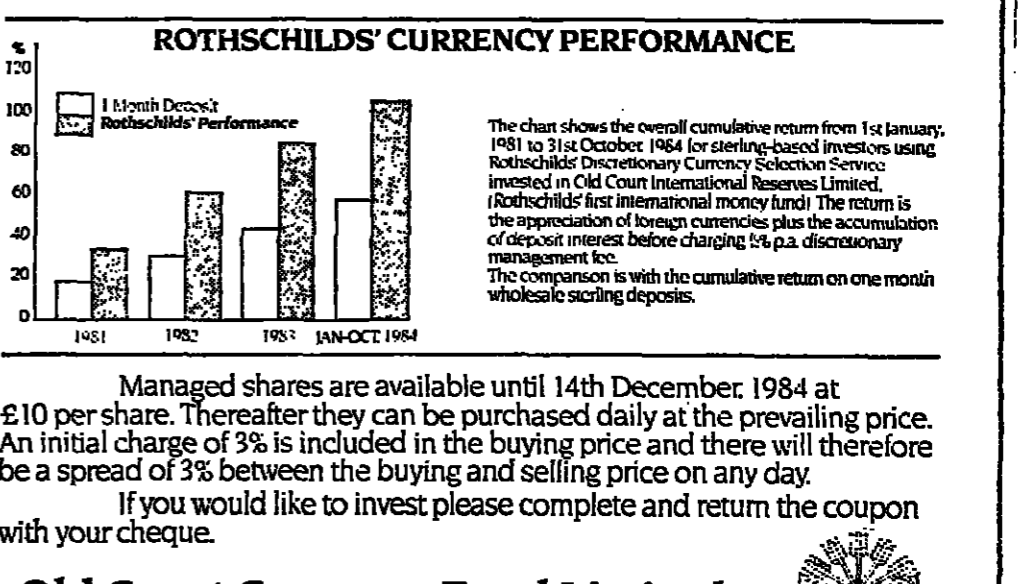 ROTHSCHILDS' CURRENCY PERFORMANCE
%
120
100
80
60
40
20
0
1 Month Deposit
Rothschilds' Performance
1981
1982
1983
JAN-OCT 1984
The chart shows the overall cumulative return from 1st January,
1981 to 31st October 1984 for sterling-based investors using
Rothschilds' Discretionary Currency Selection Service
invested in Old Court International Reserves Limited,
(Rothschilds' first international money fund) The return is
the appreciation of foreign currencies plus the accumulation
of deposit interest before charging p.a. discretionary
management fee.
The comparison is with the cumulative return on one month
wholesale sterling deposits.
Managed shares are available until 14th December, 1984 at
£10 per share. Thereafter they can be purchased daily at the prevailing price.
An initial charge of 3% is included in the buying price and there will therefore
be a spread of 3% between the buying and selling price on any day.
If you would like to invest please complete and return the coupon
with your cheque.